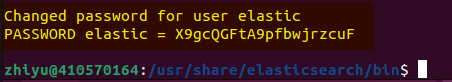 Changed password for user elastic
PASSWORD elastic = X9gcQGFtA9pfbwjrzcuF
zhiyu@410570164:/usr/share/elasticsearch/bin$